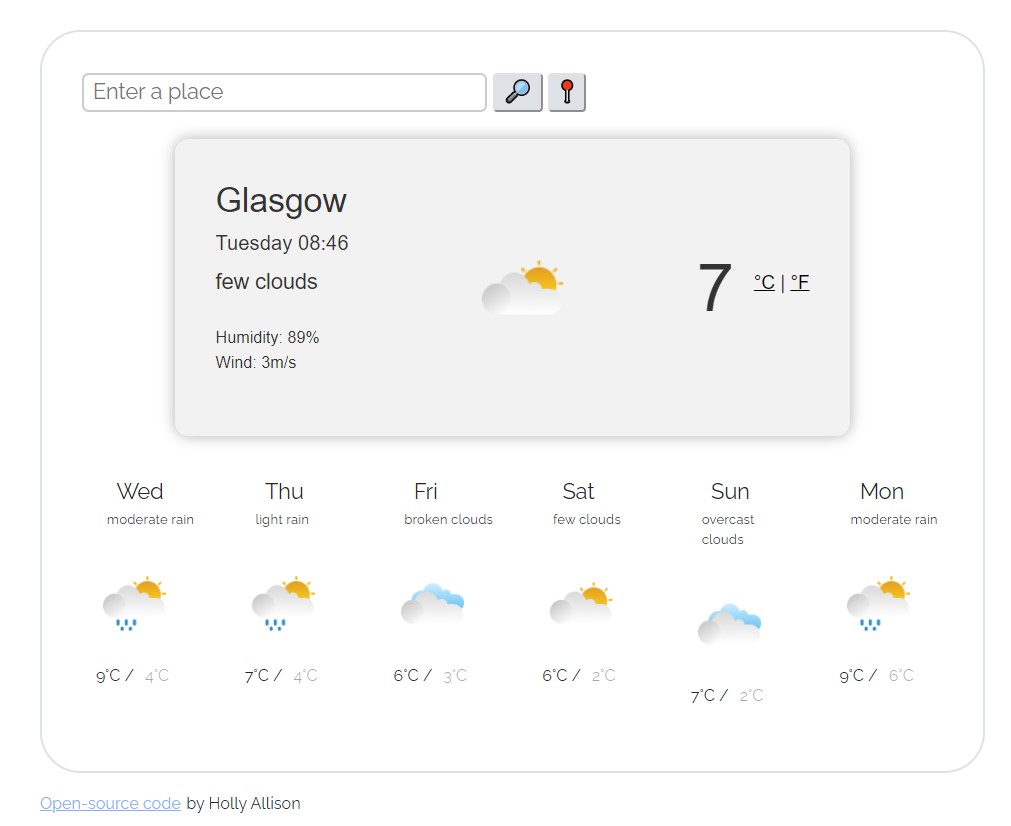 Enter a place
Glasgow
Tuesday 08:46
few clouds
7 °C | °F
Humidity: 89%
Wind: 3m/s
Wed Thu Fri Sat Sun Mon
moderate rain light rain broken clouds few clouds overcast moderate rain
clouds
9°C / 4°C 7°C / 4°C 6°C / 3°C 6°C / 2°C 9°C / 6°C
7°C / 2°C
Open-source code by Holly Allison